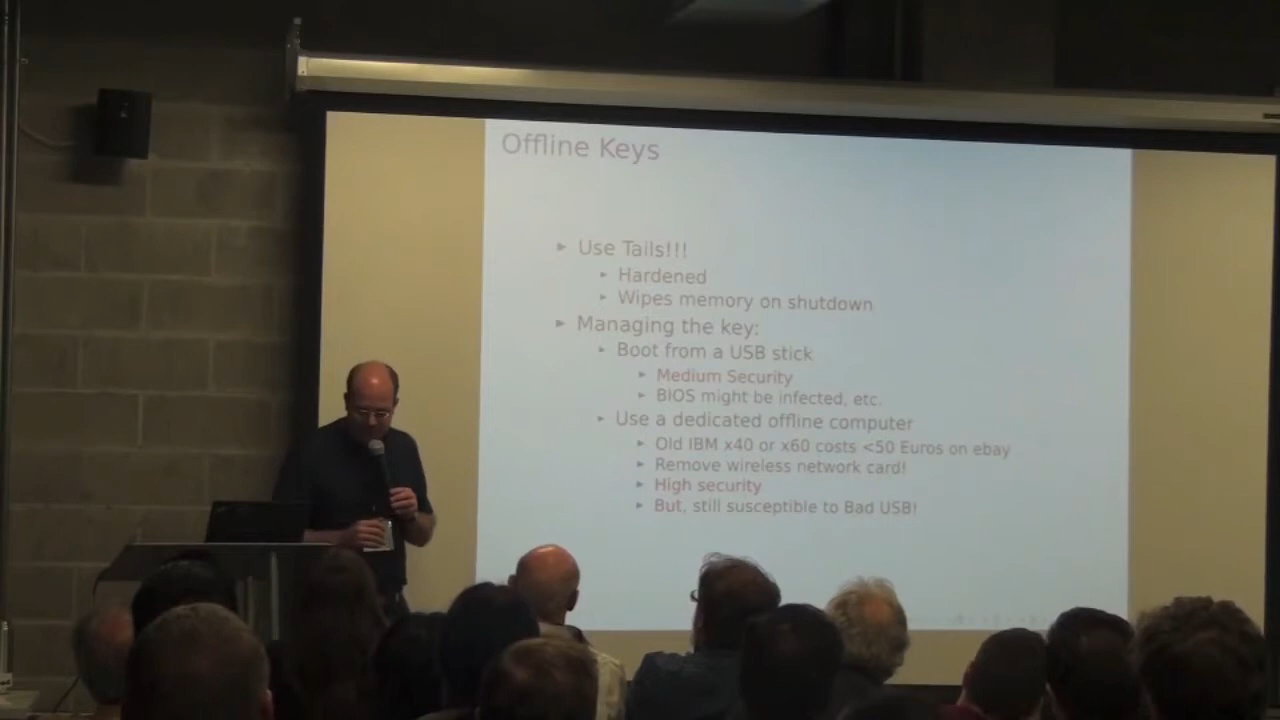 Offline Keys
Use Tails!!!
Hardened
Wipes memory on shutdown
Managing the key:
Boot from a USB stick
Medium Security
BIOS might be infected, etc.
Use a dedicated offline computer
Old IBM x40 or x60 costs <50 Euros on ebay
Remove wireless network card!
High security
But, still susceptible to Bad USB!